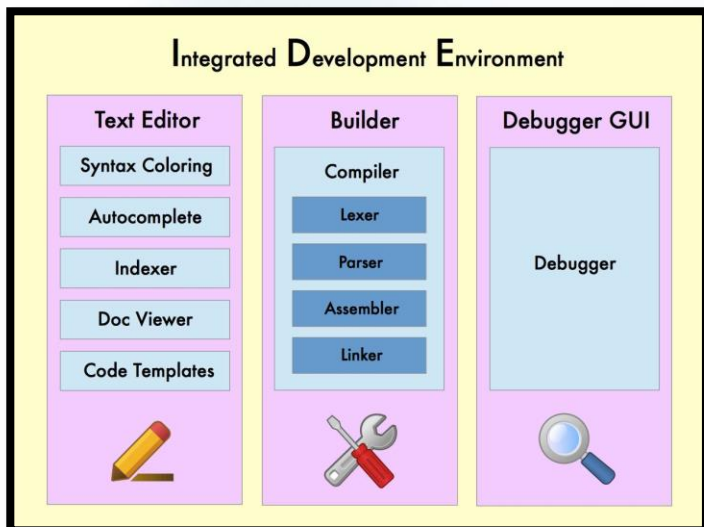 Integrated Development Environment
Text Editor
Syntax Coloring
Autocomplete
Indexer
Doc Viewer
Code Templates
Builder
Compiler
Lexer
Parser
Assembler
Linker
Debugger GUI
Debugger